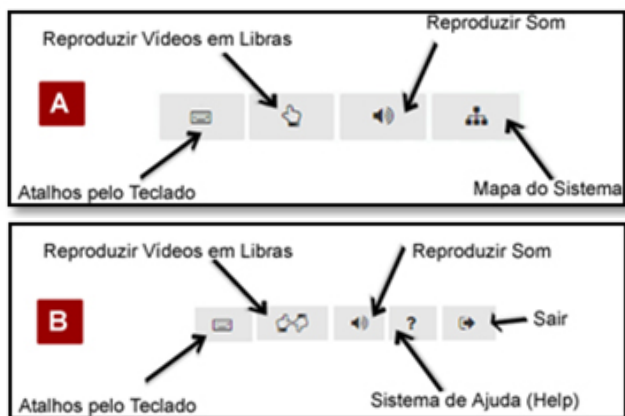 Reproduzir Vídeos em Libras
Reproduzir Som
A
Atalhos pelo Teclado
Mapa do Sistema
Reproduzir Vídeos em Libras
Reproduzir Som
B
?
Sair
Atalhos pelo Teclado
Sistema de Ajuda (Help)